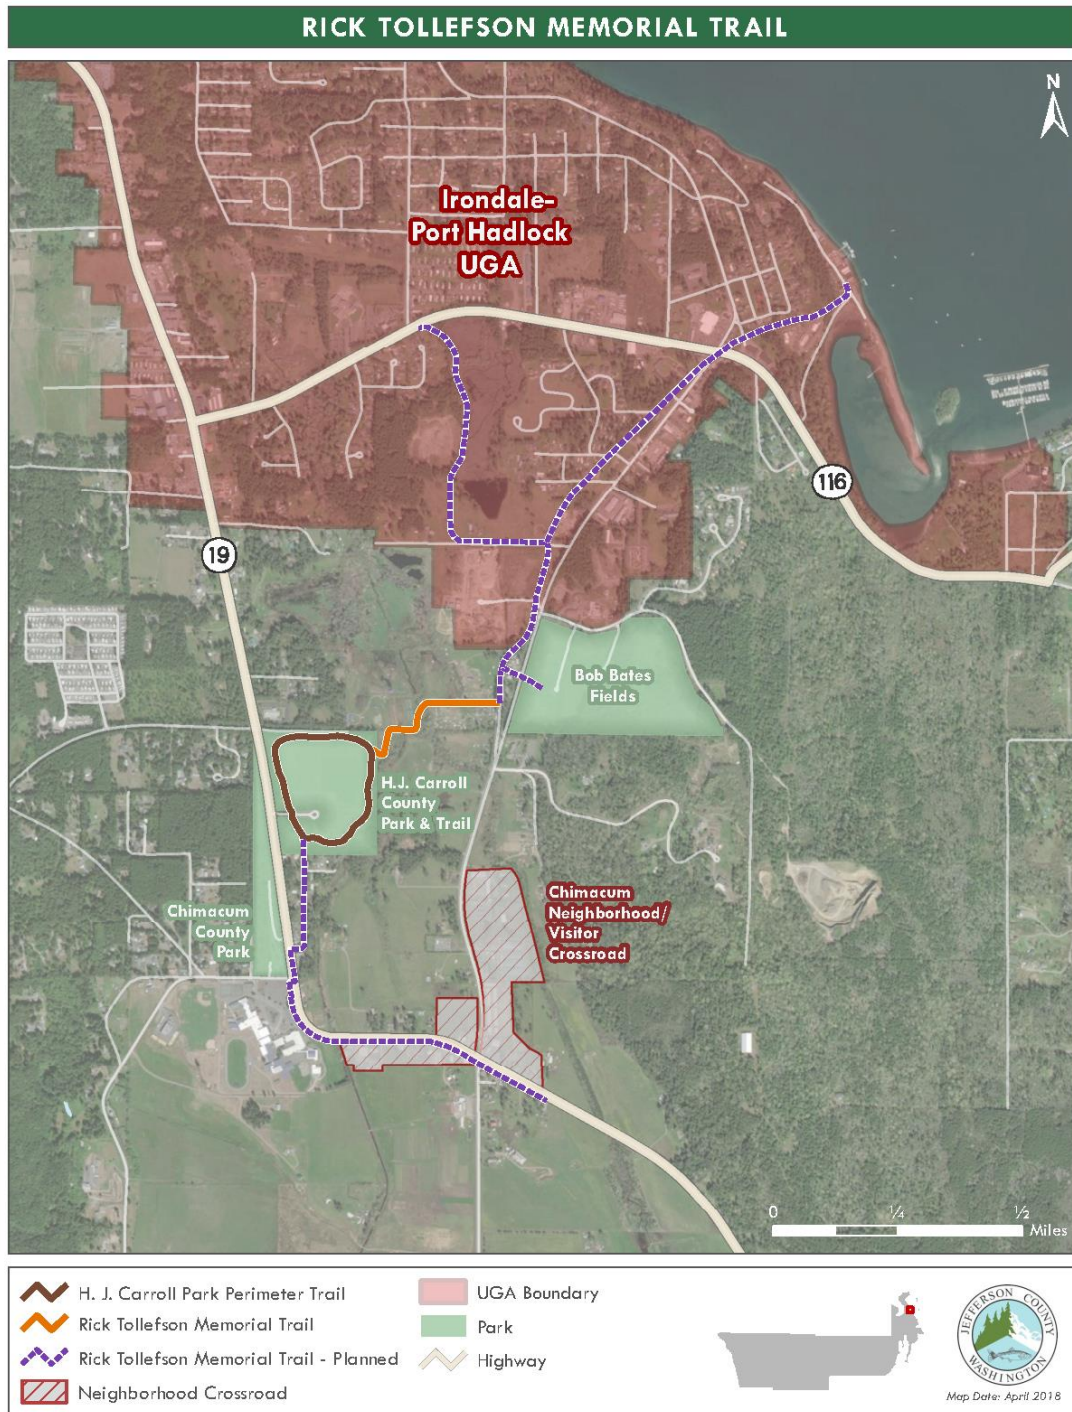 RICK TOLLEFSON MEMORIAL TRAIL
N
Irondale-
Port Hadlock
UGA
116
19
Bob Bates
Fields
H.J. Carroll
County
Park & Trail
Chimacum
County
Park
Chimacum
Neighborhood/
Visitor
Crossroad
0 ¼ ½
Miles
H. J. Carroll Park Perimeter Trail
Rick Tollefson Memorial Trail
Rick Tollefson Memorial Trail - Planned
Neighborhood Crossroad
UGA Boundary
Park
Highway
JEFFERSON COUNTY
WASHINGTON
Map Date: April 2018